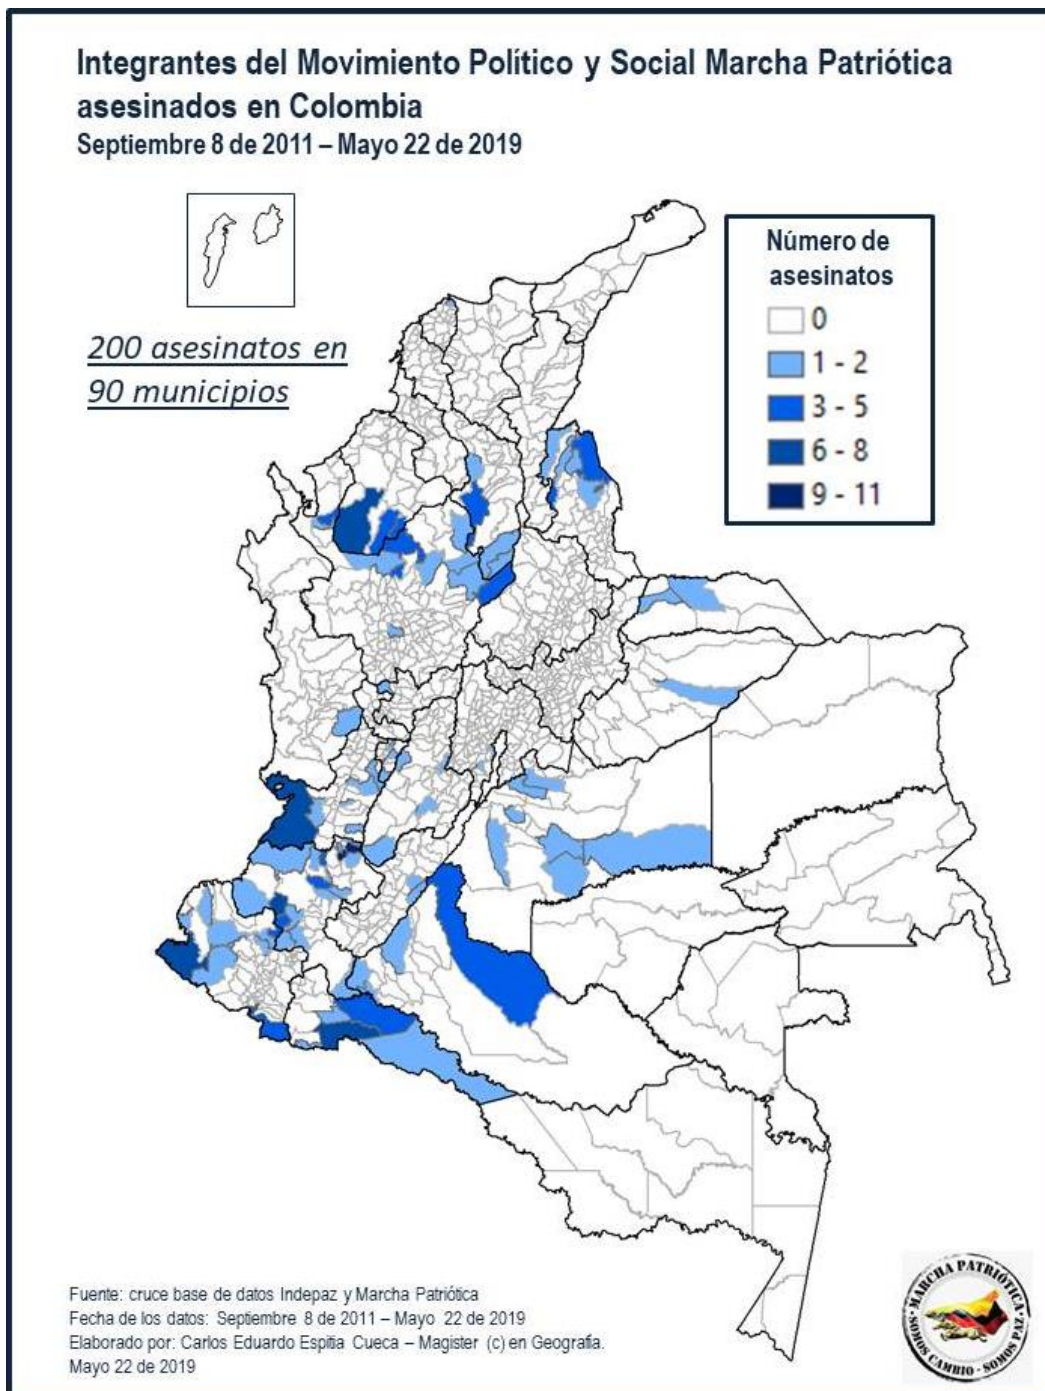 Integrantes del Movimiento Político y Social Marcha Patriótica
asesinados en Colombia
Septiembre 8 de 2011 – Mayo 22 de 2019
200 asesinatos en
90 municipios
Número de
asesinatos
0
1 - 2
3 - 5
6 - 8
9 - 11
Fuente: cruce base de datos Indepaz y Marcha Patriótica
Fecha de los datos: Septiembre 8 de 2011 – Mayo 22 de 2019
Elaborado por: Carlos Eduardo Espitia Cueca – Magister (c) en Geografía.
Mayo 22 de 2019
MARCHA PATRIÓTICA
SOMOS CAMBIO - SOMOS PAZ